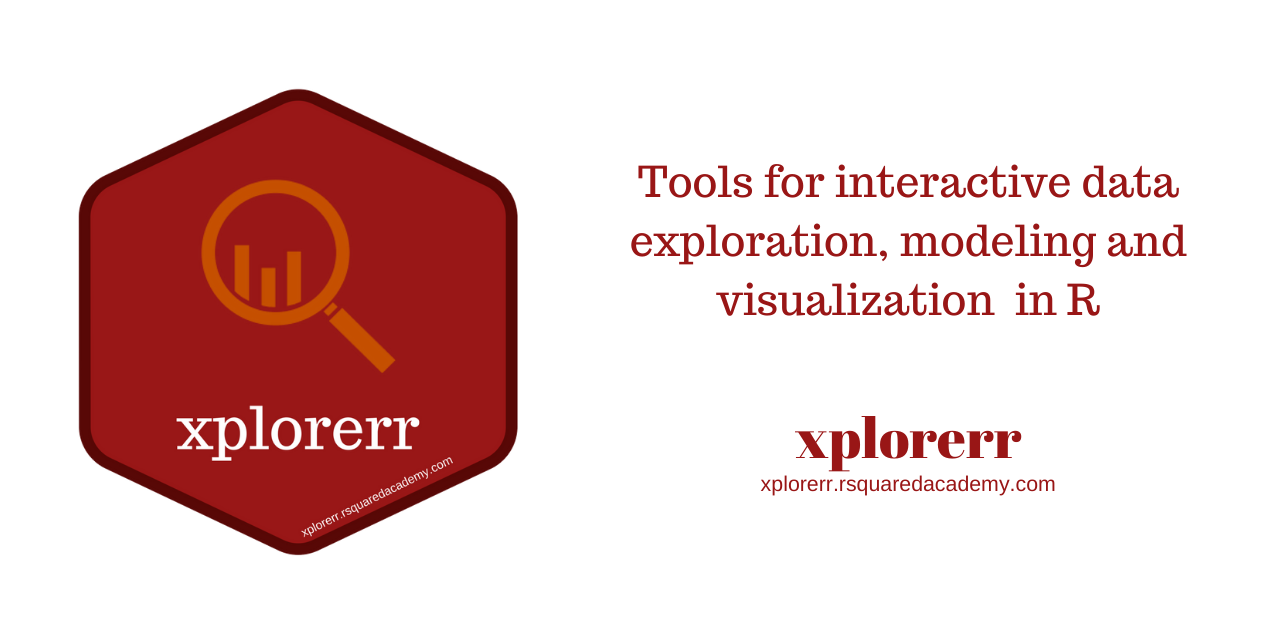 xplorerr
xplorerr.rsquaredacademy.com
Tools for interactive data
exploration, modeling and
visualization  in R
xplorerr
xplorerr.rsquaredacademy.com